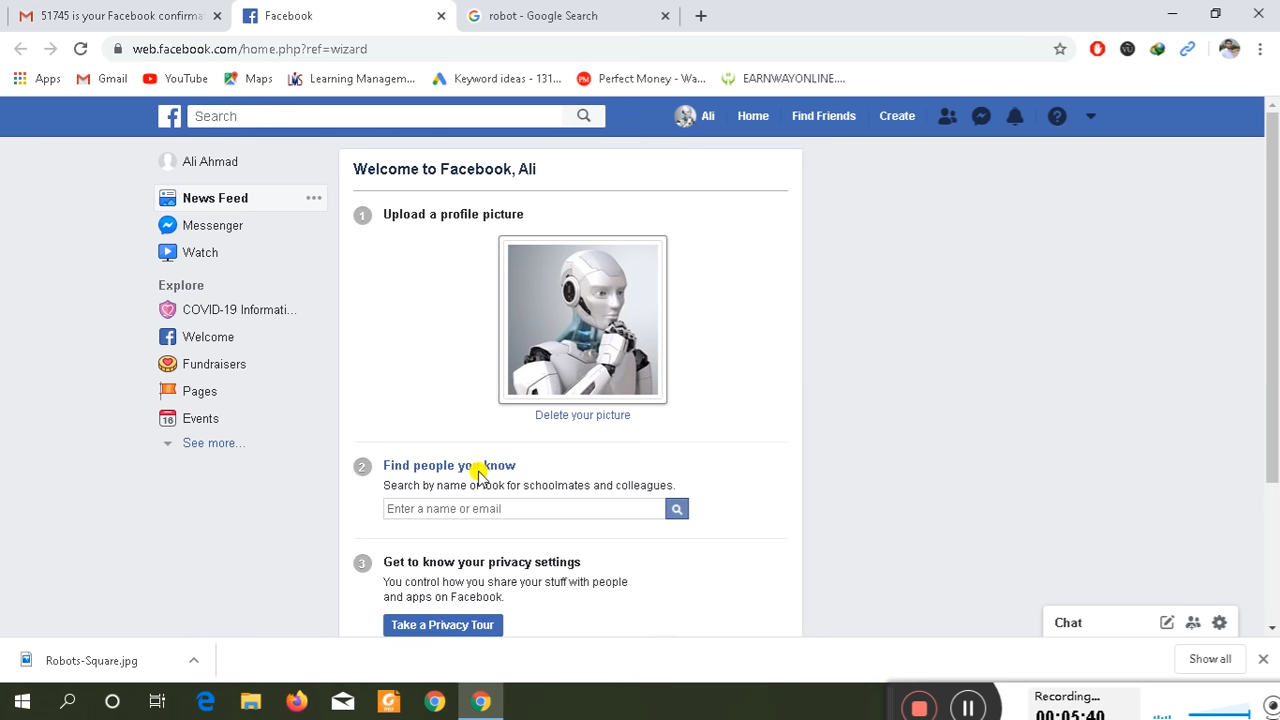 51745 is your Facebook confirma
Facebook
robot - Google Search
web.facebook.com/home.php?ref=wizard
Apps
Gmail
YouTube
Maps
Learning Managem...
Keyword ideas - 131...
Perfect Money - Wa...
EARNWAYONLINE....
Search
Ali
Home
Find Friends
Create
Ali Ahmad
News Feed
Messenger
Watch
Explore
COVID-19 Informati...
Welcome
Fundraisers
Pages
16
Events
See more...
Welcome to Facebook, Ali
1
Upload a profile picture
Delete your picture
2
Find people you know
Search by name or look for schoolmates and colleagues.
Enter a name or email
3
Get to know your privacy settings
You control how you share your stuff with people
and apps on Facebook.
Take a Privacy Tour
Chat
Robots-Square.jpg
Show all
Recording...
00:05:40